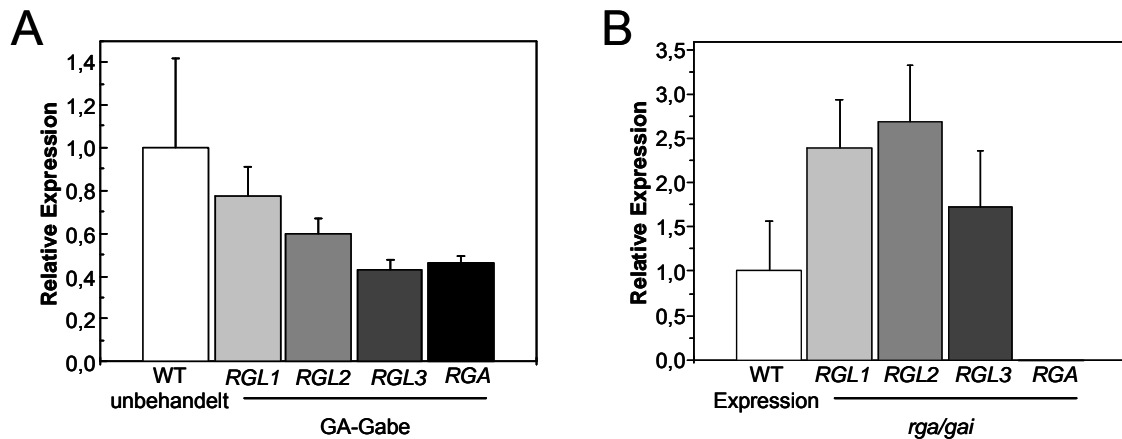 A
Relative Expression
1,4
1,2
1,0
0,8
0,6
0,4
0,2
0,0
WT RGL1 RGL2 RGL3 RGA
unbehandelt
GA-Gabe
B
Relative Expression
3,5
3,0
2,5
2,0
1,5
1,0
0,5
0,0
WT RGL1 RGL2 RGL3 RGA
Expression
rga/gai